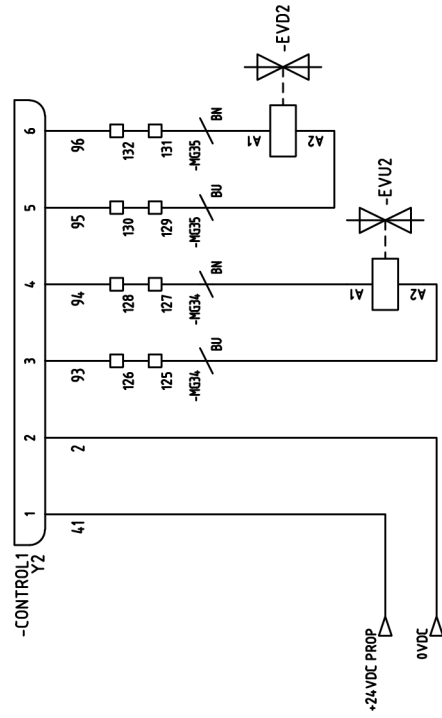 -CONTROL1
Y2
1
2
3
4
5
6
41
2
93
94
95
96
126
128
130
132
125
127
129
131
-MG34
-MG34
-MG35
-MG35
BU
BN
BU
BN
A1
A2
-EVD2
A1
A2
-EVU2
+24VDC PROP
0VDC